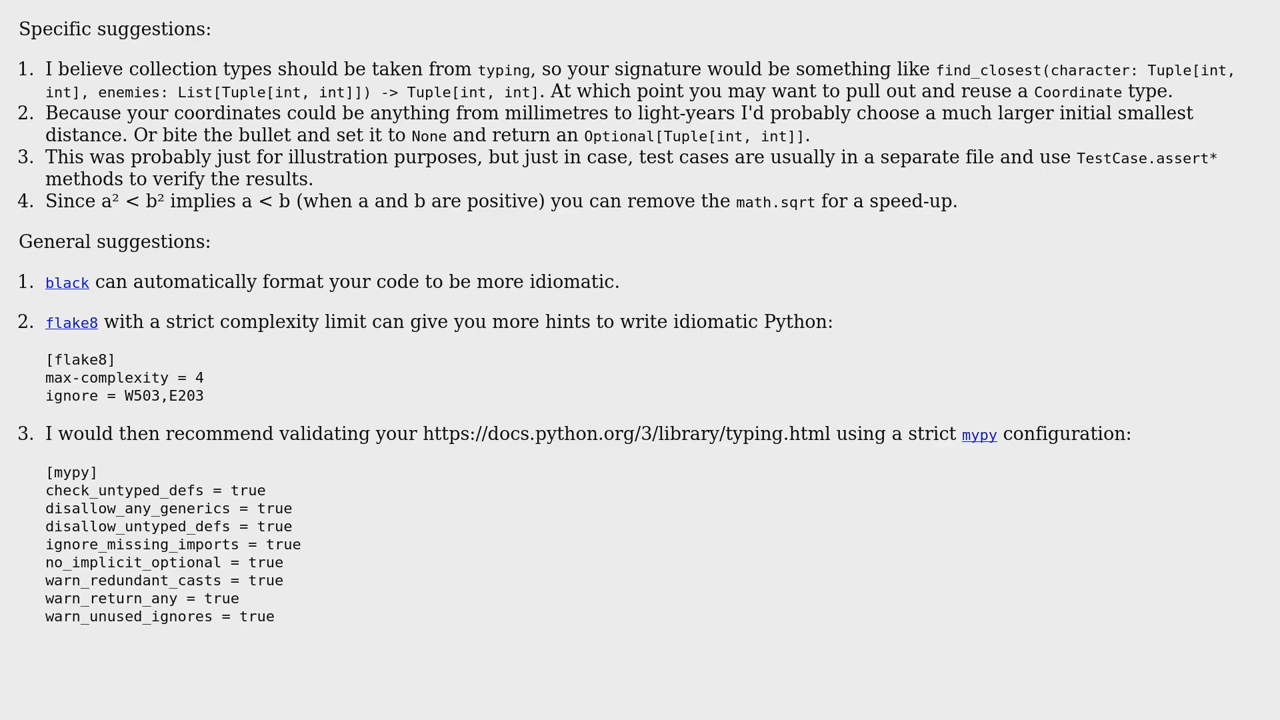 Specific suggestions:
1. I believe collection types should be taken from typing, so your signature would be something like find_closest(character: Tuple[int,
int], enemies: List[Tuple[int, int]]) -> Tuple[int, int]. At which point you may want to pull out and reuse a Coordinate type.
2. Because your coordinates could be anything from millimetres to light-years I'd probably choose a much larger initial smallest
distance. Or bite the bullet and set it to None and return an Optional[Tuple[int, int]].
3. This was probably just for illustration purposes, but just in case, test cases are usually in a separate file and use TestCase.assert*
methods to verify the results.
4. Since a² < b² implies a < b (when a and b are positive) you can remove the math.sqrt for a speed-up.
General suggestions:
1. black can automatically format your code to be more idiomatic.
2. flake8 with a strict complexity limit can give you more hints to write idiomatic Python:
[flake8]
max-complexity = 4
ignore = W503,E203
3. I would then recommend validating your https://docs.python.org/3/library/typing.html using a strict mypy configuration:
[mypy]
check_untyped_defs = true
disallow_any_generics = true
disallow_untyped_defs = true
ignore_missing_imports = true
no_implicit_optional = true
warn_redundant_casts = true
warn_return_any = true
warn_unused_ignores = true